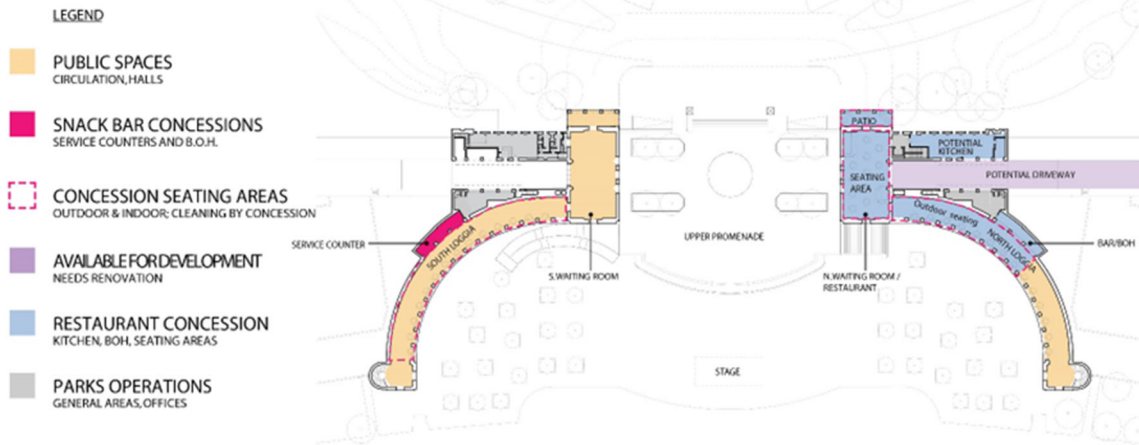 LEGEND
PUBLIC SPACES
CIRCULATION, HALLS
SNACK BAR CONCESSIONS
SERVICE COUNTERS AND B.O.H.
CONCESSION SEATING AREAS
OUTDOOR & INDOOR; CLEANING BY CONCESSION
AVAILABLE FOR DEVELOPMENT
NEEDS RENOVATION
RESTAURANT CONCESSION
KITCHEN, BOH, SEATING AREAS
PARKS OPERATIONS
GENERAL AREAS, OFFICES
SERVICE COUNTER
SOUTH LOGGIA
S.WAITING ROOM
UPPER PROMENADE
STAGE
PATIO
SEATING
AREA
POTENTIAL
KITCHEN
POTENTIAL DRIVEWAY
Outdoor seating
NORTH LOGGIA
BAR/BOH
N.WAITING ROOM /
RESTAURANT